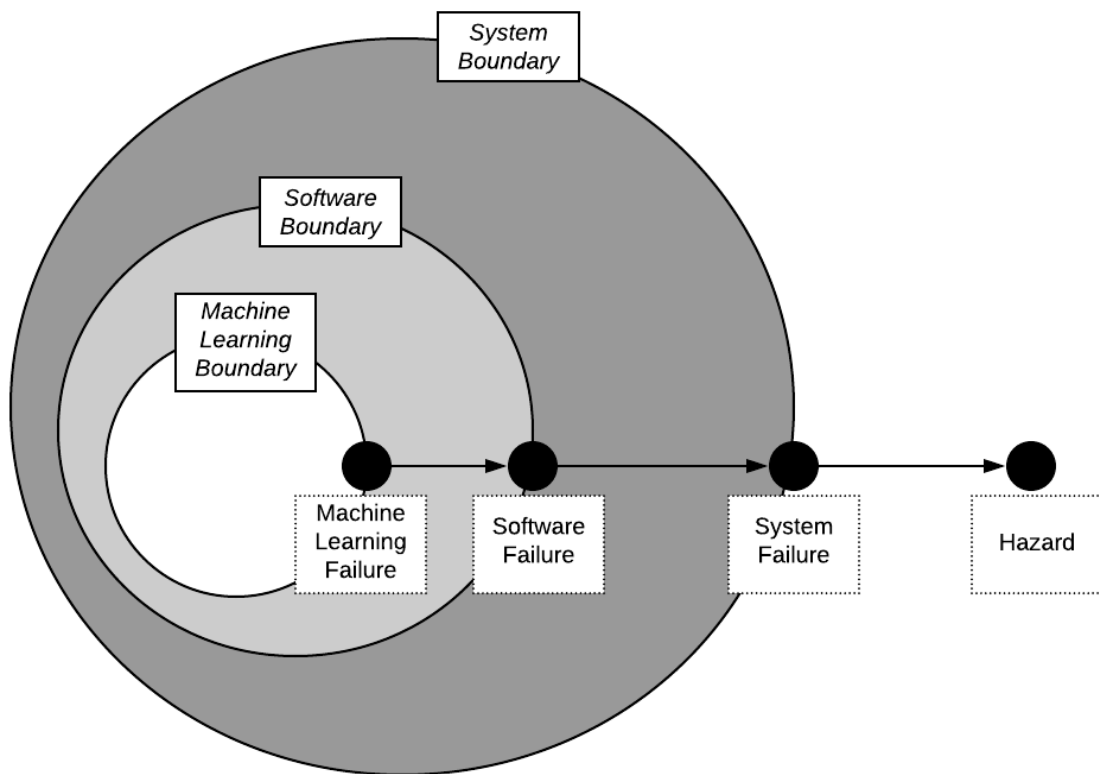 System
Boundary
Software
Boundary
Machine
Learning
Boundary
Machine
Learning
Failure
Software
Failure
System
Failure
Hazard